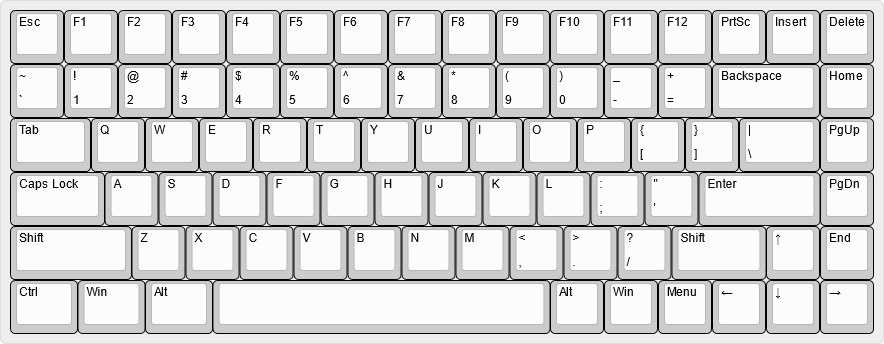 Esc F1 F2 F3 F4 F5 F6 F7 F8 F9 F10 F11 F12 PrtSc Insert Delete
~ ! @ # $ % ^ & * ( ) _ + Backspace Home
` 1 2 3 4 5 6 7 8 9 0 - =
Tab Q W E R T Y U I O P { } | PgUp
[ ] \
Caps Lock A S D F G H J K L : " Enter PgDn
; '
Shift Z X C V B N M < > ? Shift ↑ End
, . /
Ctrl Win Alt Alt Win Menu ← ↓ →